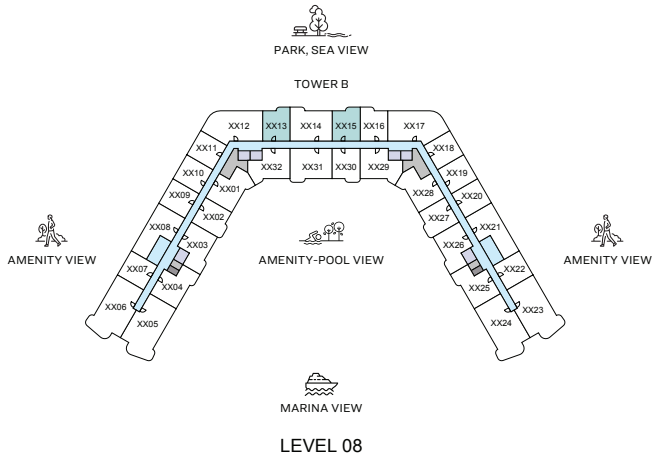 PARK, SEA VIEW
TOWER B
XX12
XX13
XX14
XX15
XX16
XX17
XX11
XX32
XX31
XX30
XX29
XX18
XX10
XX01
XX28
XX19
XX09
XX02
XX27
XX20
XX08
XX03
XX26
XX21
AMENITY VIEW
AMENITY-POOL VIEW
AMENITY VIEW
XX07
XX04
XX25
XX22
XX06
XX05
XX24
XX23
MARINA VIEW
LEVEL 08